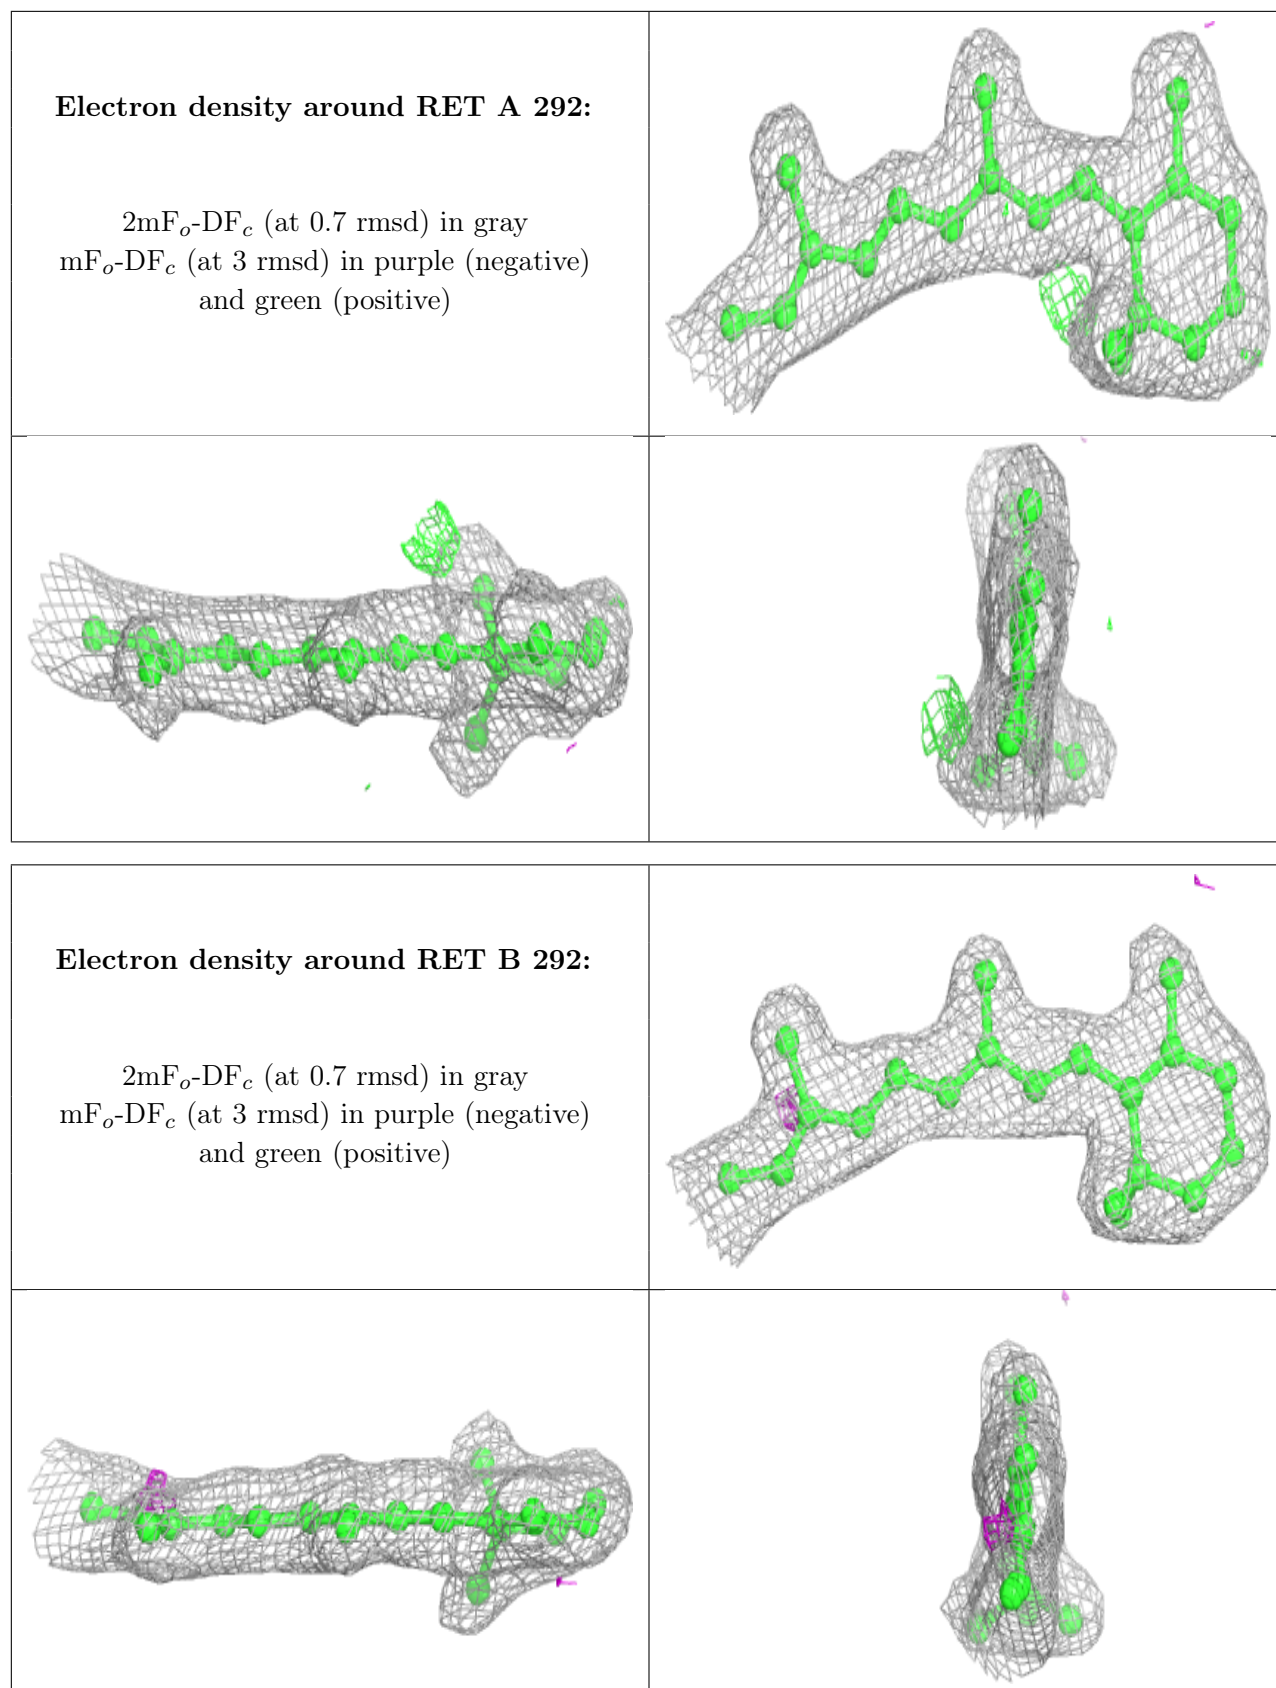 Electron density around RET A 292:
2mFₒ-DF𝒸 (at 0.7 rmsd) in gray
mFₒ-DF𝒸 (at 3 rmsd) in purple (negative)
and green (positive)
Electron density around RET B 292:
2mFₒ-DF𝒸 (at 0.7 rmsd) in gray
mFₒ-DF𝒸 (at 3 rmsd) in purple (negative)
and green (positive)